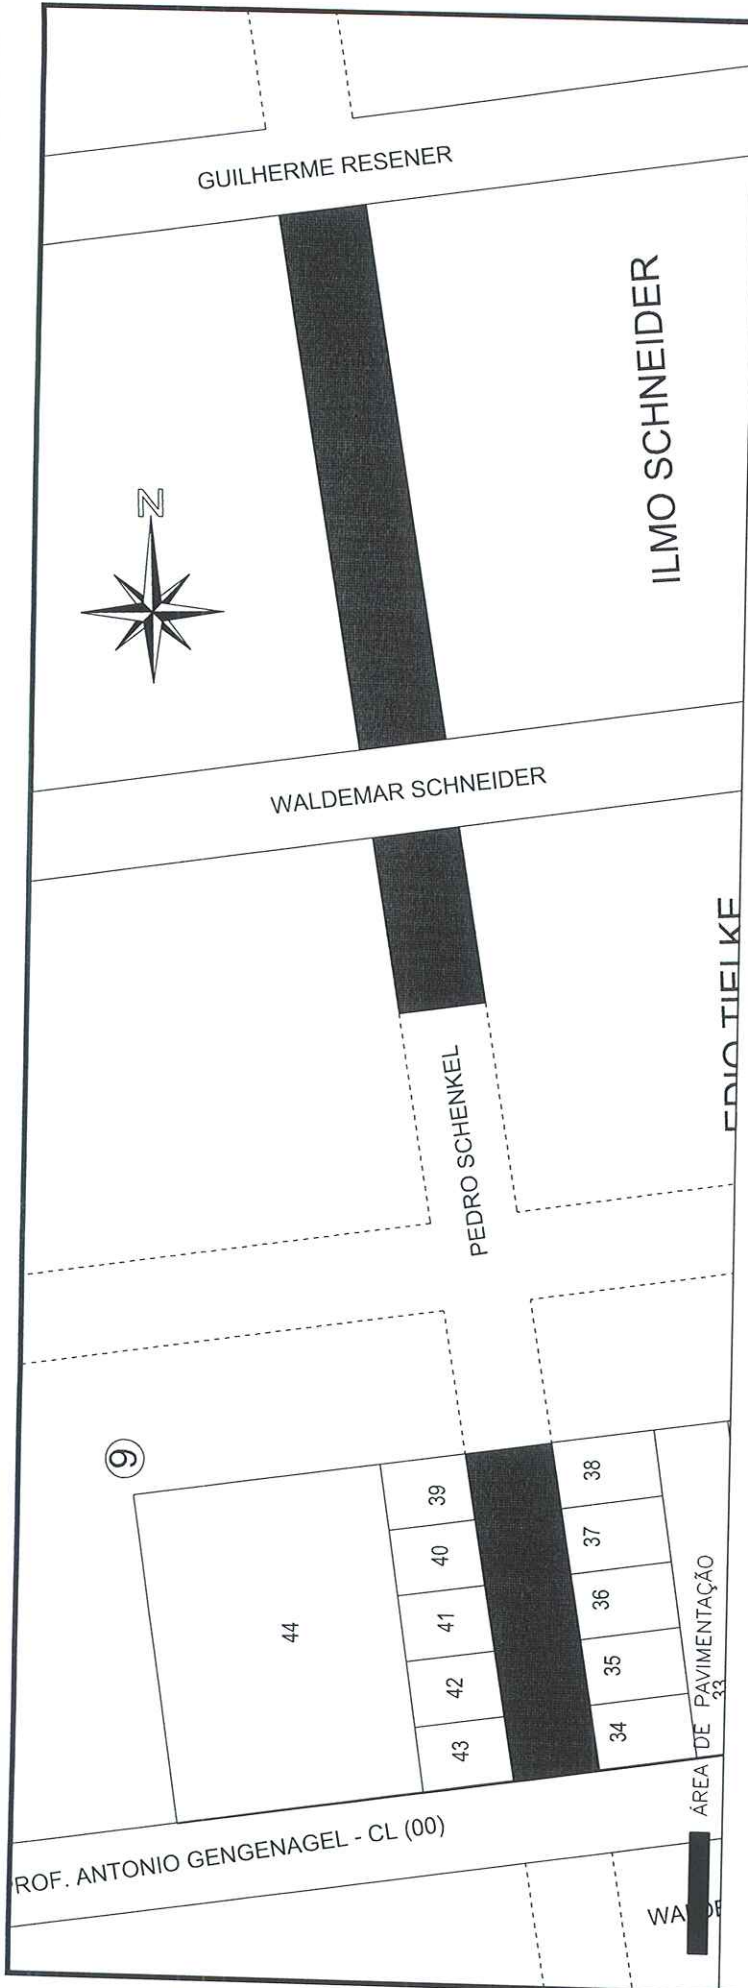 GUILHERME RESENER
ILMO SCHNEIDER
N
WALDEMAR SCHNEIDER
PEDRO SCHENKEL
9
44
39
40
41
42
43
38
37
36
35
34
33
ÁREA DE PAVIMENTAÇÃO
ROF. ANTONIO GENGENAGEL - CL (00)